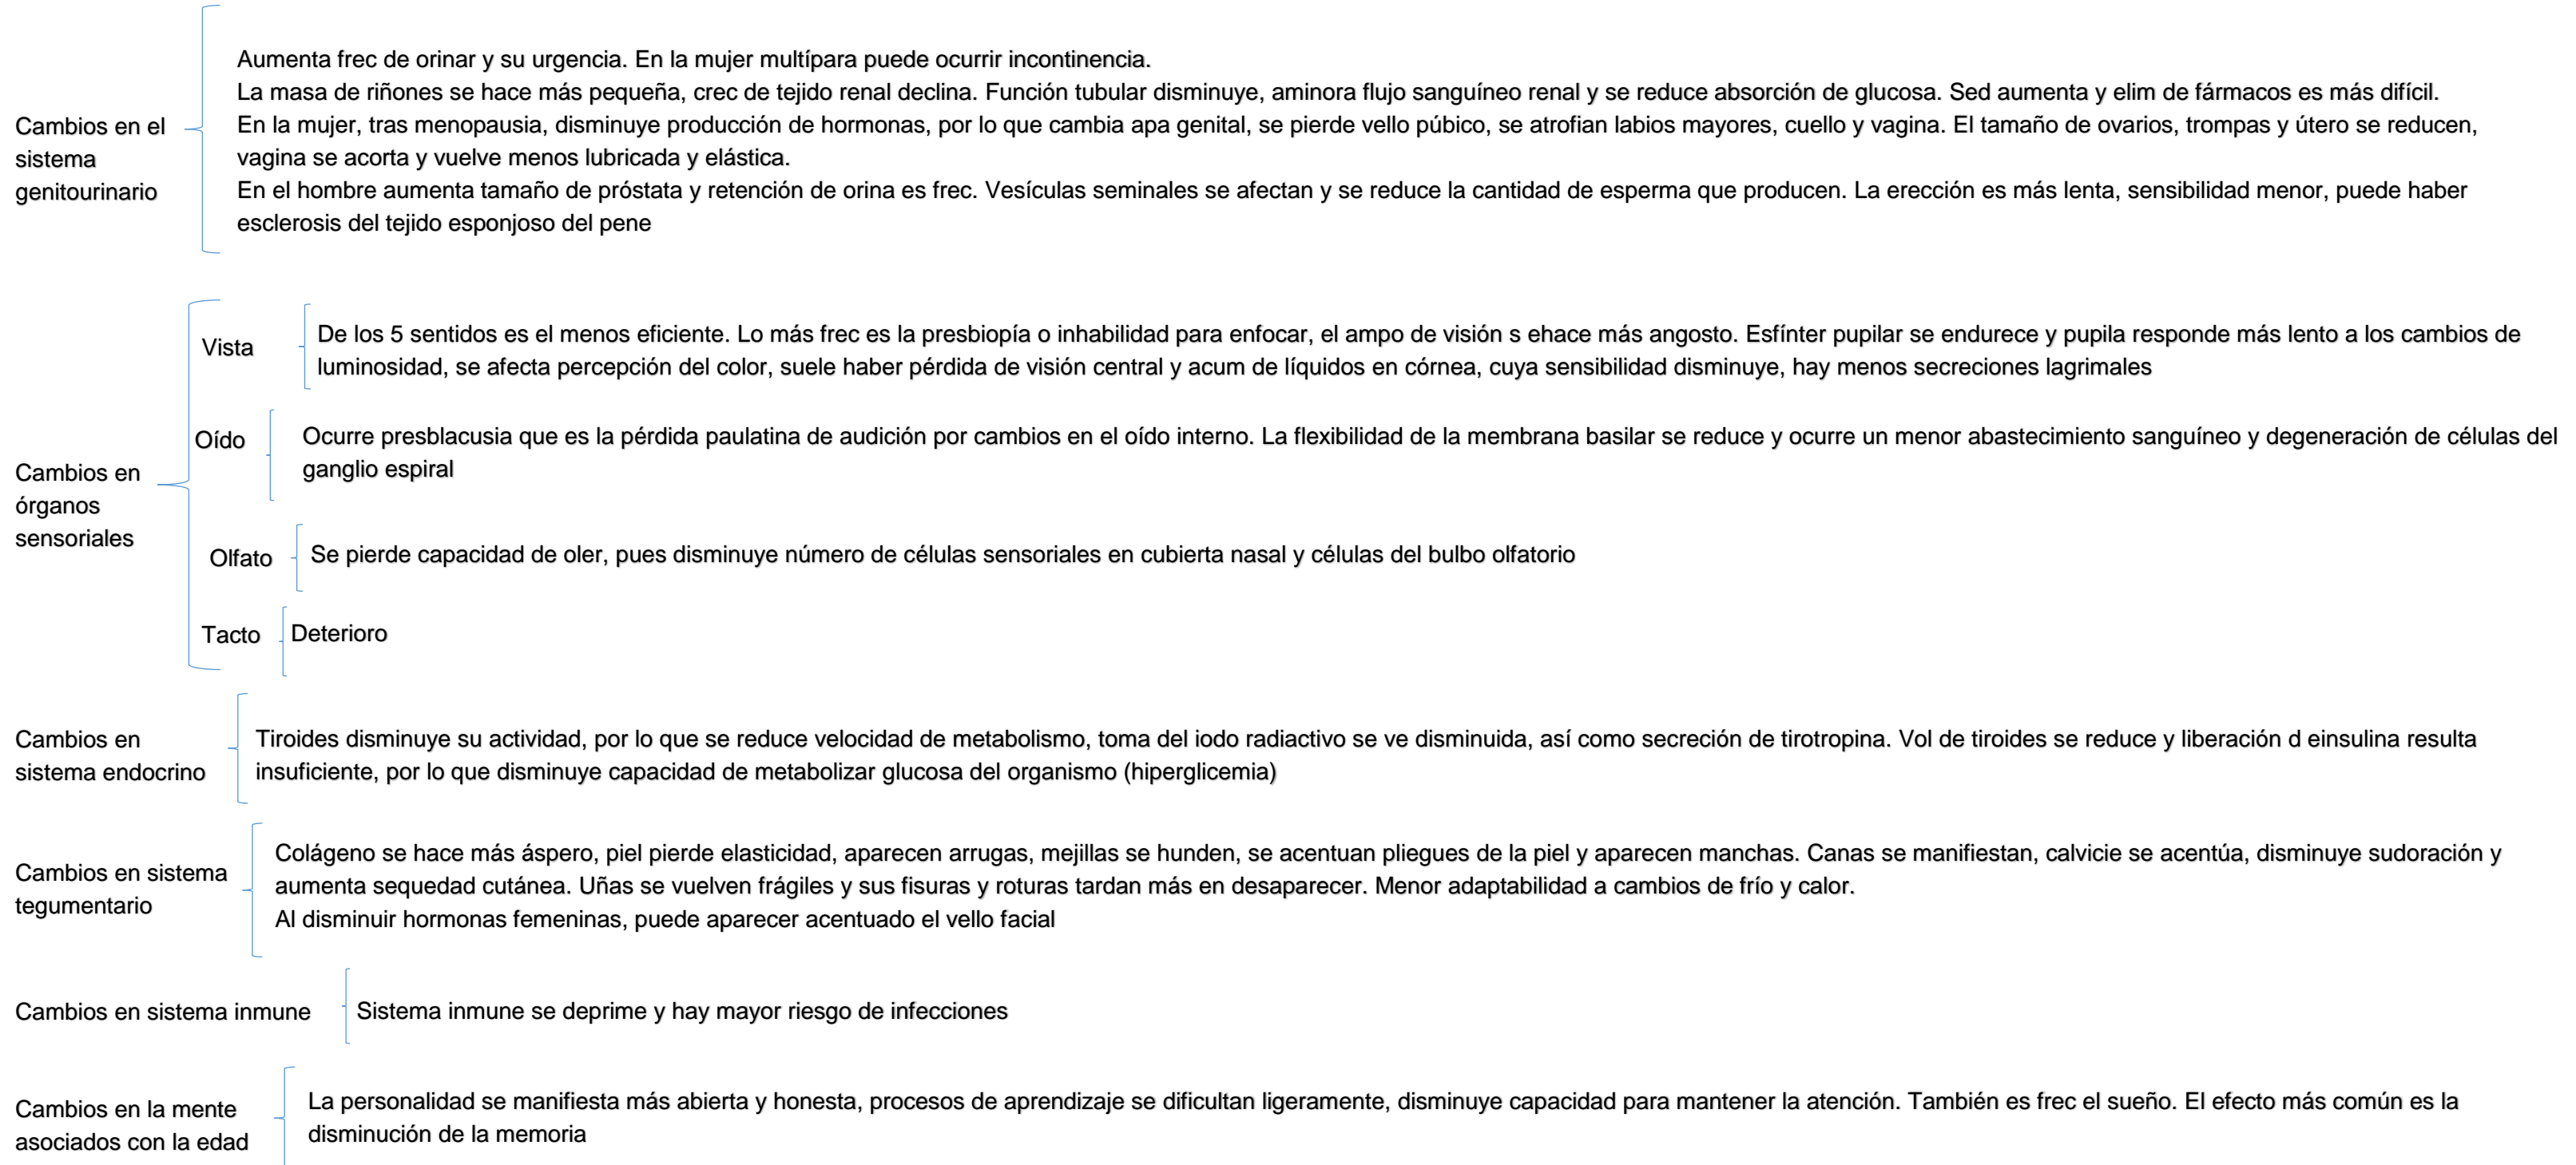 Cambios en el
sistema
genitourinario
Aumenta frec de orinar y su urgencia. En la mujer multípara puede ocurrir incontinencia.
La masa de riñones se hace más pequeña, crec de tejido renal declina. Función tubular disminuye, aminora flujo sanguíneo renal y se reduce absorción de glucosa. Sed aumenta y elim de fármacos es más difícil.
En la mujer, tras menopausia, disminuye producción de hormonas, por lo que cambia apa genital, se pierde vello púbico, se atrofian labios mayores, cuello y vagina. El tamaño de ovarios, trompas y útero se reducen,
vagina se acorta y vuelve menos lubricada y elástica.
En el hombre aumenta tamaño de próstata y retención de orina es frec. Vesículas seminales se afectan y se reduce la cantidad de esperma que producen. La erección es más lenta, sensibilidad menor, puede haber
esclerosis del tejido esponjoso del pene
Cambios en
órganos
sensoriales
Vista
De los 5 sentidos es el menos eficiente. Lo más frec es la presbiopía o inhabilidad para enfocar, el ampo de visión s ehace más angosto. Esfínter pupilar se endurece y pupila responde más lento a los cambios de
luminosidad, se afecta percepción del color, suele haber pérdida de visión central y acum de líquidos en córnea, cuya sensibilidad disminuye, hay menos secreciones lagrimales
Oído
Ocurre presblacusia que es la pérdida paulatina de audición por cambios en el oído interno. La flexibilidad de la membrana basilar se reduce y ocurre un menor abastecimiento sanguíneo y degeneración de células del
ganglio espiral
Olfato
Se pierde capacidad de oler, pues disminuye número de células sensoriales en cubierta nasal y células del bulbo olfatorio
Tacto
Deterioro
Cambios en
sistema endocrino
Tiroides disminuye su actividad, por lo que se reduce velocidad de metabolismo, toma del iodo radiactivo se ve disminuida, así como secreción de tirotropina. Vol de tiroides se reduce y liberación d einsulina resulta
insuficiente, por lo que disminuye capacidad de metabolizar glucosa del organismo (hiperglicemia)
Cambios en sistema
tegumentario
Colágeno se hace más áspero, piel pierde elasticidad, aparecen arrugas, mejillas se hunden, se acentuan pliegues de la piel y aparecen manchas. Canas se manifiestan, calvicie se acentúa, disminuye sudoración y
aumenta sequedad cutánea. Uñas se vuelven frágiles y sus fisuras y roturas tardan más en desaparecer. Menor adaptabilidad a cambios de frío y calor.
Al disminuir hormonas femeninas, puede aparecer acentuado el vello facial
Cambios en sistema inmune
Sistema inmune se deprime y hay mayor riesgo de infecciones
Cambios en la mente
asociados con la edad
La personalidad se manifiesta más abierta y honesta, procesos de aprendizaje se dificultan ligeramente, disminuye capacidad para mantener la atención. También es frec el sueño. El efecto más común es la
disminución de la memoria